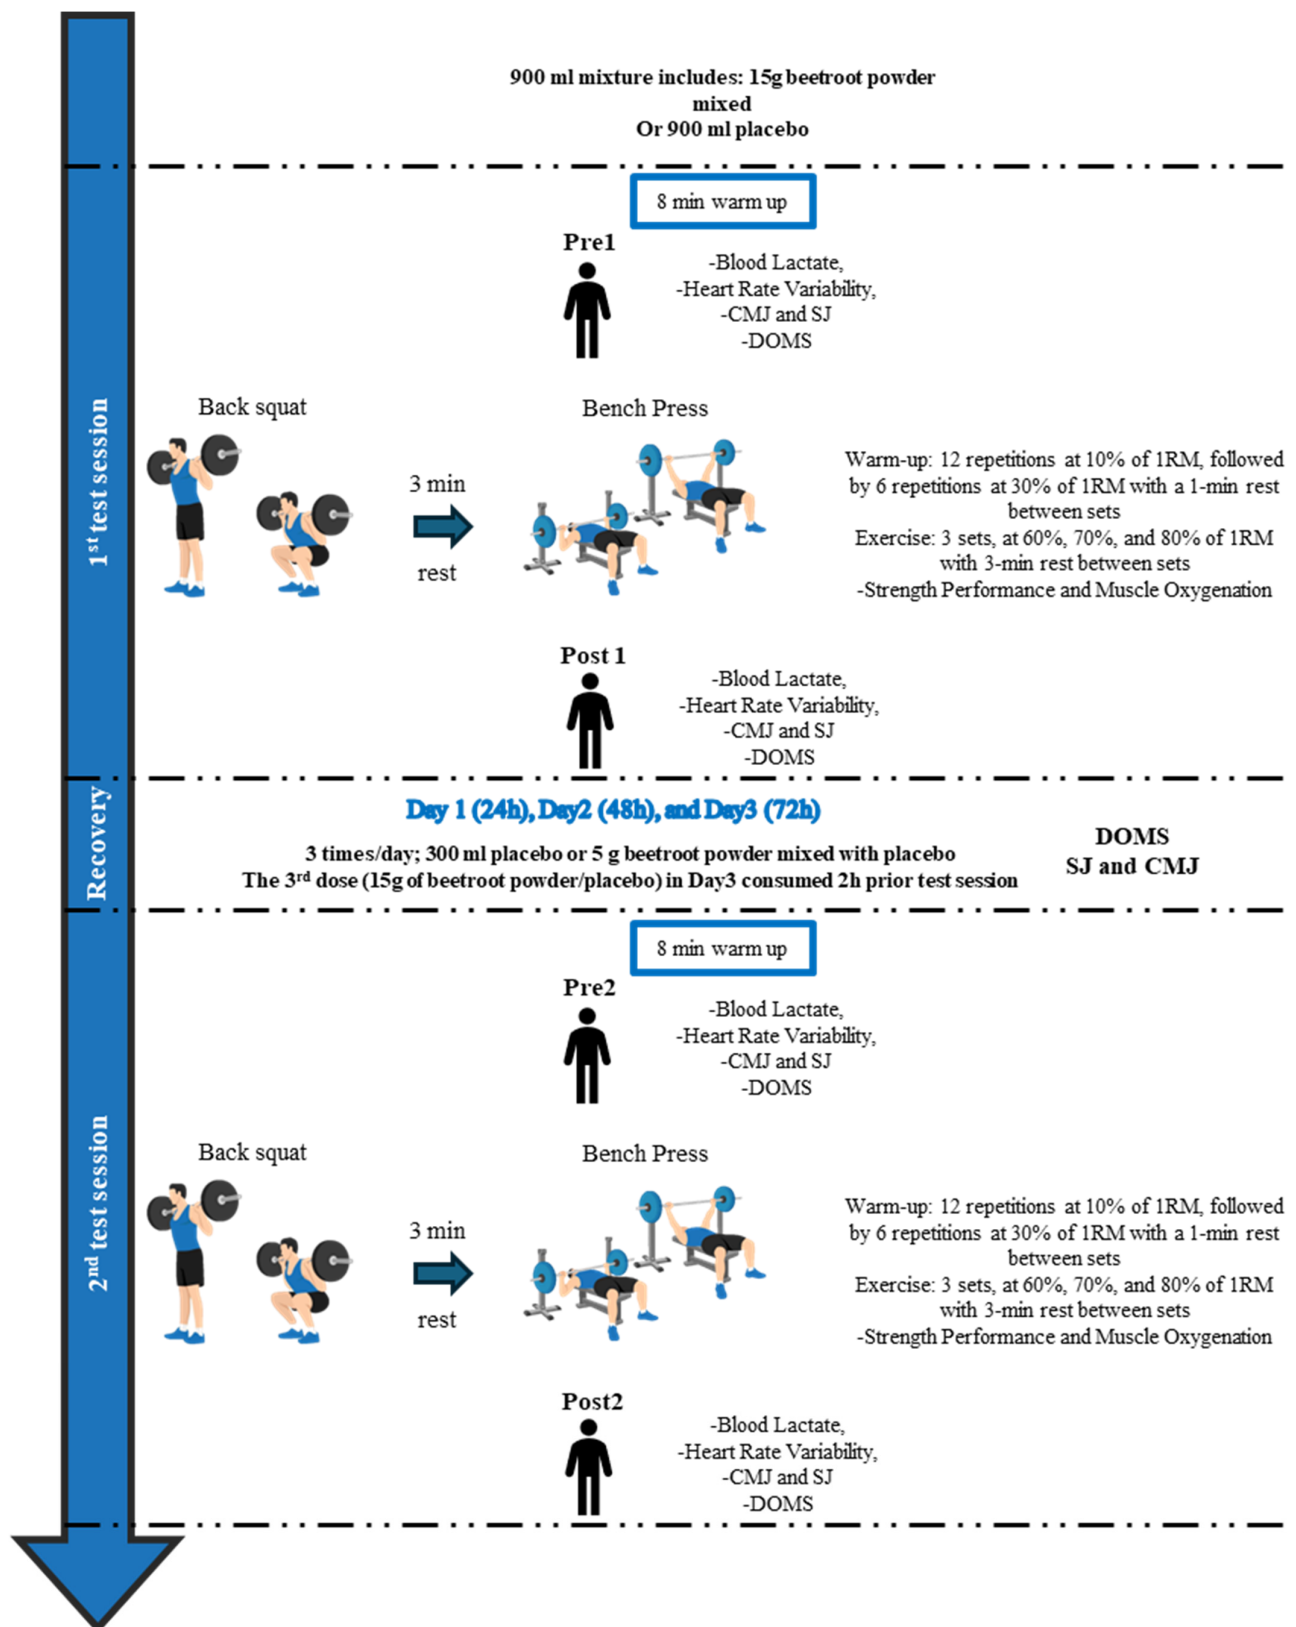 900 ml mixture includes: 15g beetroot powder
mixed
Or 900 ml placebo
8 min warm up
Pre1
-Blood Lactate,
-Heart Rate Variability,
-CMJ and SJ
-DOMS
1st test session
Back squat
3 min
rest
Bench Press
Warm-up: 12 repetitions at 10% of 1RM, followed
by 6 repetitions at 30% of 1RM with a 1-min rest
between sets
Exercise: 3 sets, at 60%, 70%, and 80% of 1RM
with 3-min rest between sets
-Strength Performance and Muscle Oxygenation
Post 1
-Blood Lactate,
-Heart Rate Variability,
-CMJ and SJ
-DOMS
Recovery
Day 1 (24h), Day2 (48h), and Day3 (72h)
3 times/day; 300 ml placebo or 5 g beetroot powder mixed with placebo
The 3rd dose (15g of beetroot powder/placebo) in Day3 consumed 2h prior test session
DOMS
SJ and CMJ
8 min warm up
Pre2
-Blood Lactate,
-Heart Rate Variability,
-CMJ and SJ
-DOMS
2nd test session
Back squat
3 min
rest
Bench Press
Warm-up: 12 repetitions at 10% of 1RM, followed
by 6 repetitions at 30% of 1RM with a 1-min rest
between sets
Exercise: 3 sets, at 60%, 70%, and 80% of 1RM
with 3-min rest between sets
-Strength Performance and Muscle Oxygenation
Post2
-Blood Lactate,
-Heart Rate Variability,
-CMJ and SJ
-DOMS